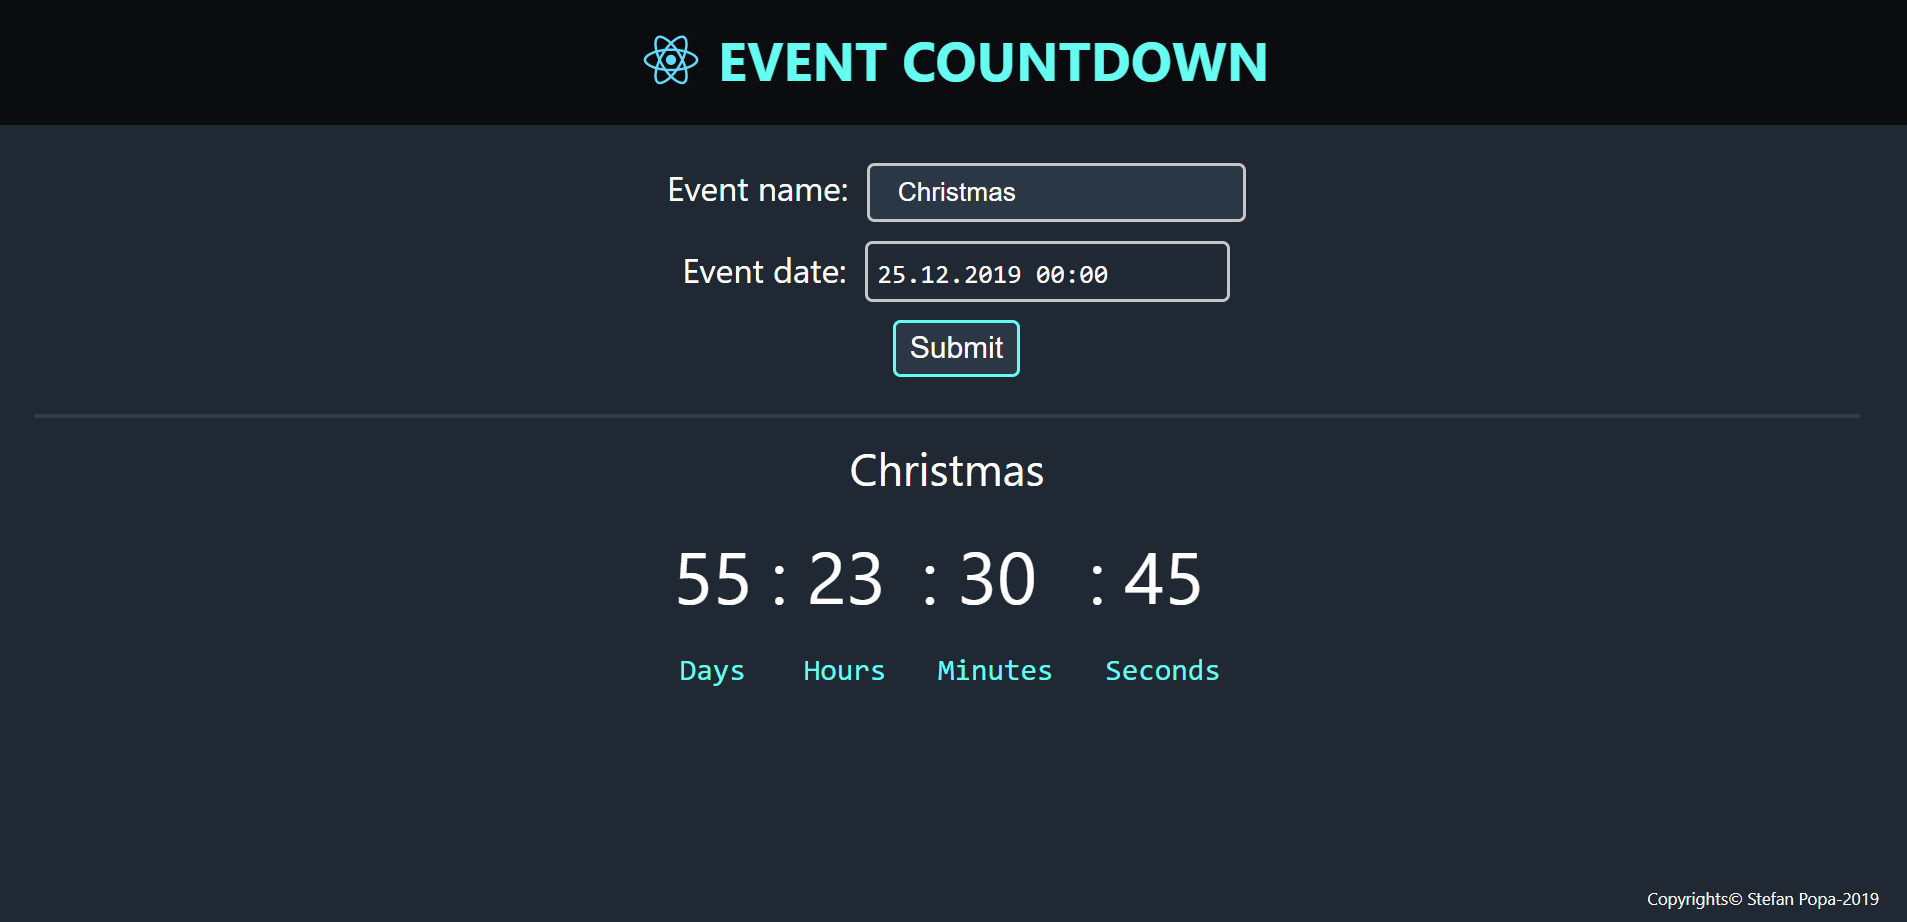 EVENT COUNTDOWN
Event name: Christmas
Event date: 25.12.2019 00:00
Submit
Christmas
55 : 23 : 30 : 45
Days Hours Minutes Seconds
Copyrights© Stefan Popa-2019